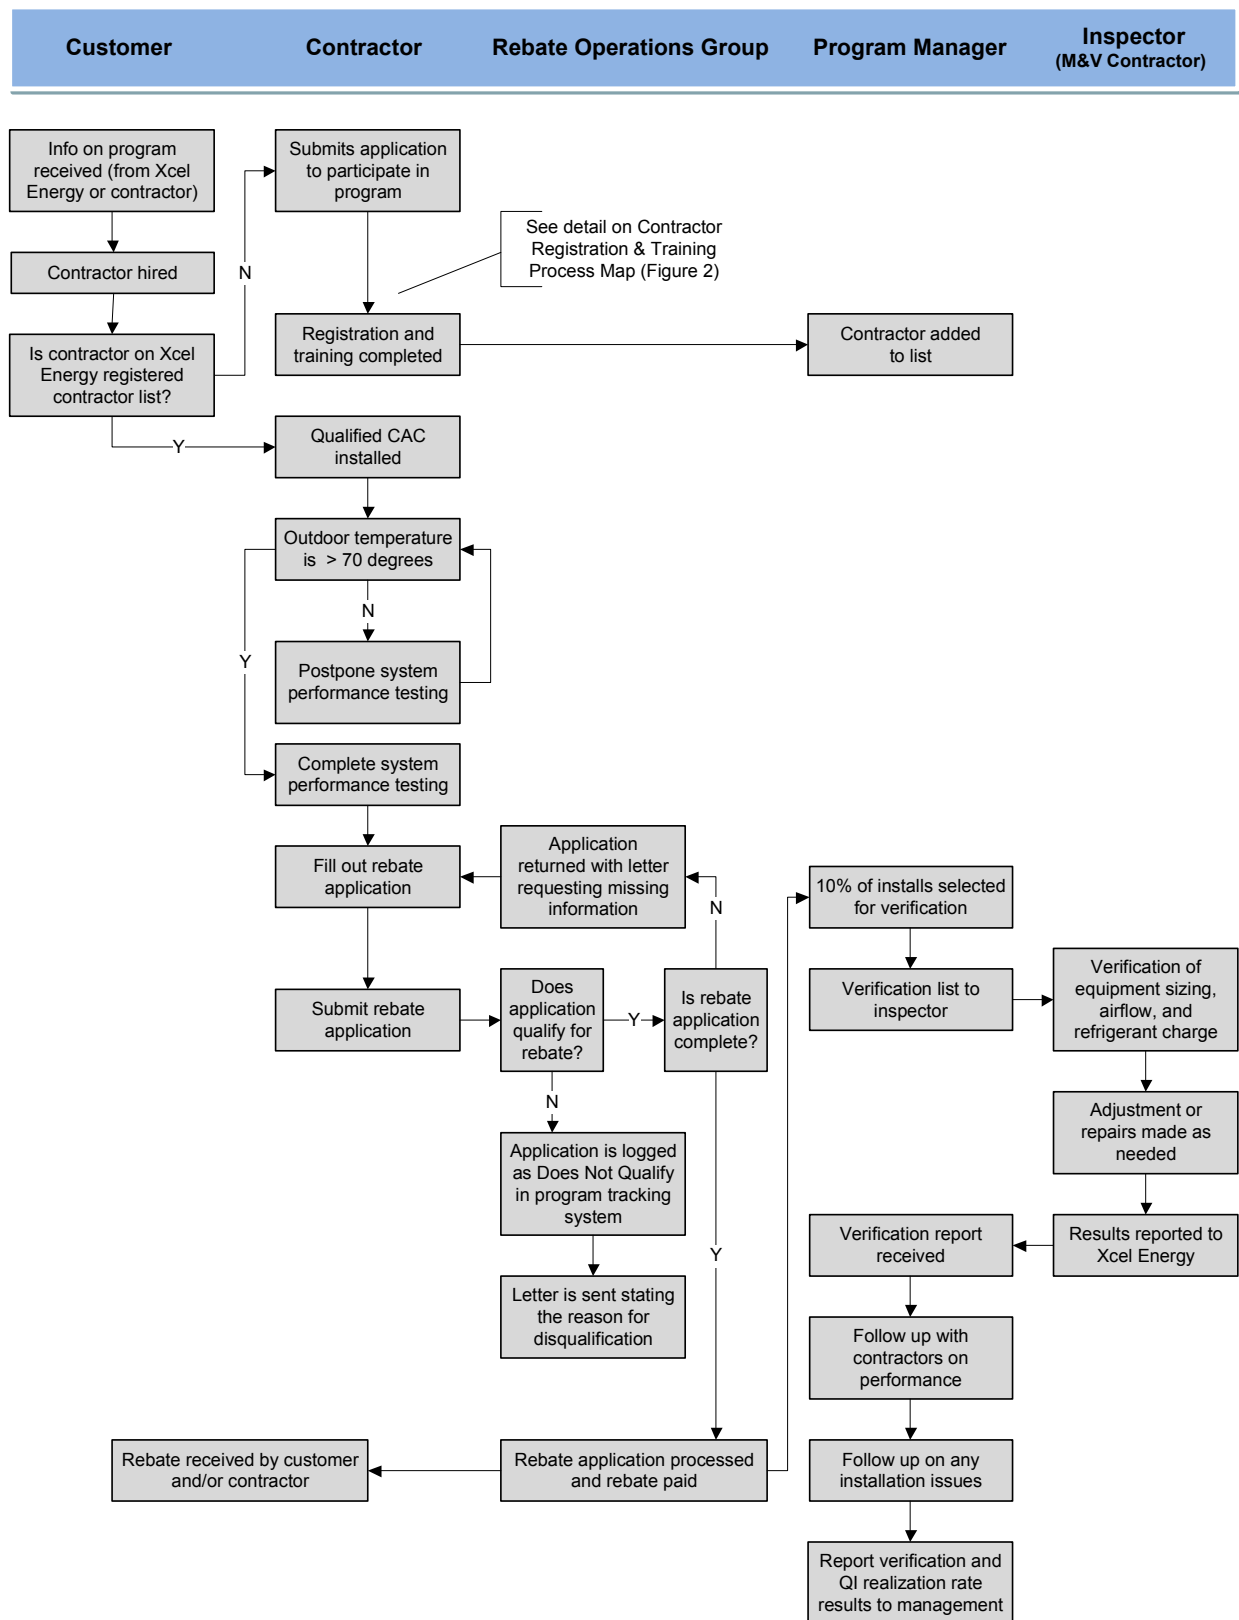 Customer
Contractor
Rebate Operations Group
Program Manager
Inspector
(M&V Contractor)
Info on program
received (from Xcel
Energy or contractor)
Submits application
to participate in
program
See detail on Contractor
Registration & Training
Process Map (Figure 2)
Contractor hired
N
Is contractor on Xcel
Energy registered
contractor list?
Registration and
training completed
Contractor added
to list
Y
Qualified CAC
installed
Outdoor temperature
is > 70 degrees
N
Y
Postpone system
performance testing
Complete system
performance testing
Fill out rebate
application
Application
returned with letter
requesting missing
information
N
10% of installs selected
for verification
Submit rebate
application
Does
application
qualify for
rebate?
Y
Is rebate
application
complete?
Verification list to
inspector
Verification of
equipment sizing,
airflow, and
refrigerant charge
N
Adjustment or
repairs made as
needed
Application is logged
as Does Not Qualify
in program tracking
system
Y
Verification report
received
Results reported to
Xcel Energy
Letter is sent stating
the reason for
disqualification
Follow up with
contractors on
performance
Rebate received by customer
and/or contractor
Rebate application processed
and rebate paid
Follow up on any
installation issues
Report verification and
QI realization rate
results to management